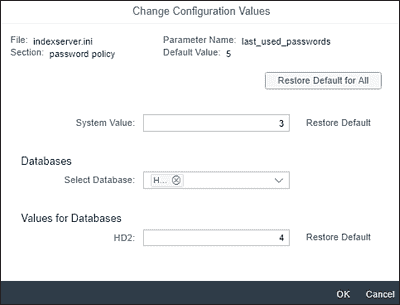 Change Configuration Values
File: indexserver.ini Parameter Name: last_used_passwords
Section: password policy Default Value: 5
Restore Default for All
System Value: 3 Restore Default
Databases
Select Database: H...
Values for Databases
HD2: 4 Restore Default
OK Cancel